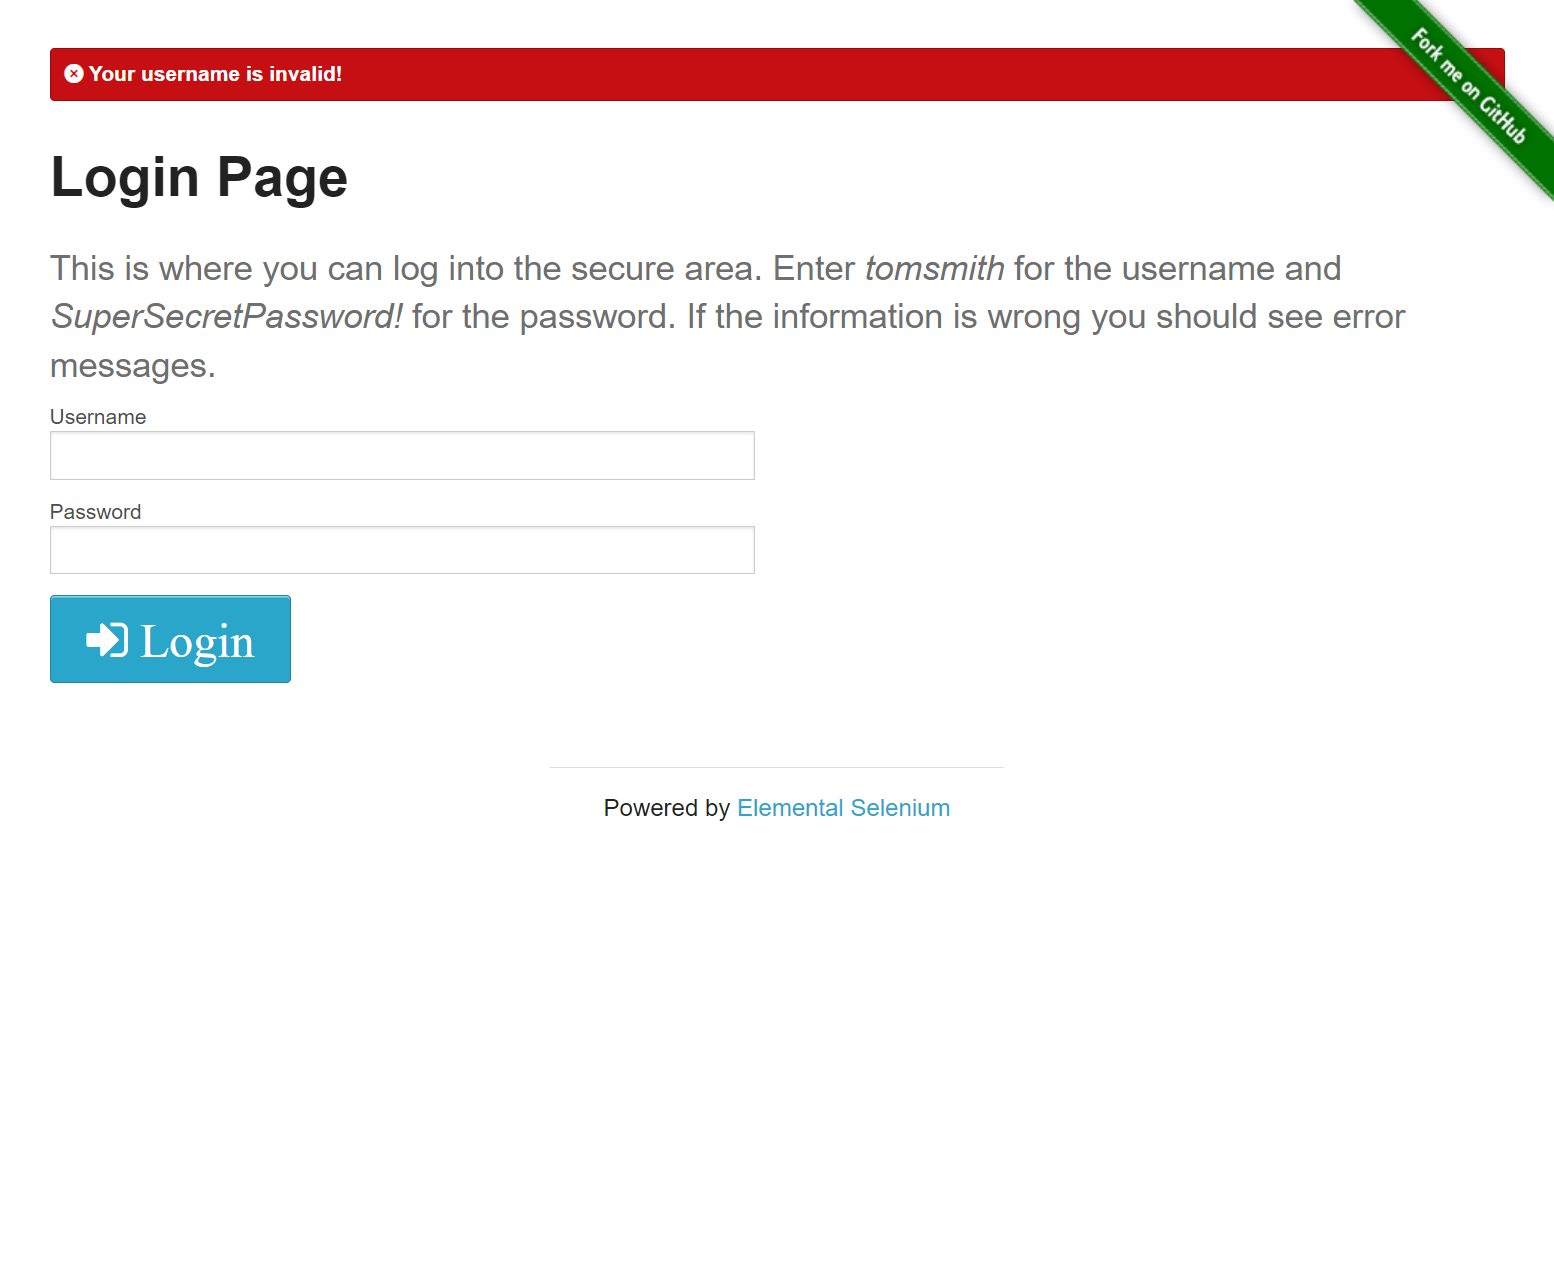 Fork me on GitHub
Your username is invalid!
Login Page
This is where you can log into the secure area. Enter tomsmith for the username and
SuperSecretPassword! for the password. If the information is wrong you should see error
messages.
Username
Password
Login
Powered by Elemental Selenium